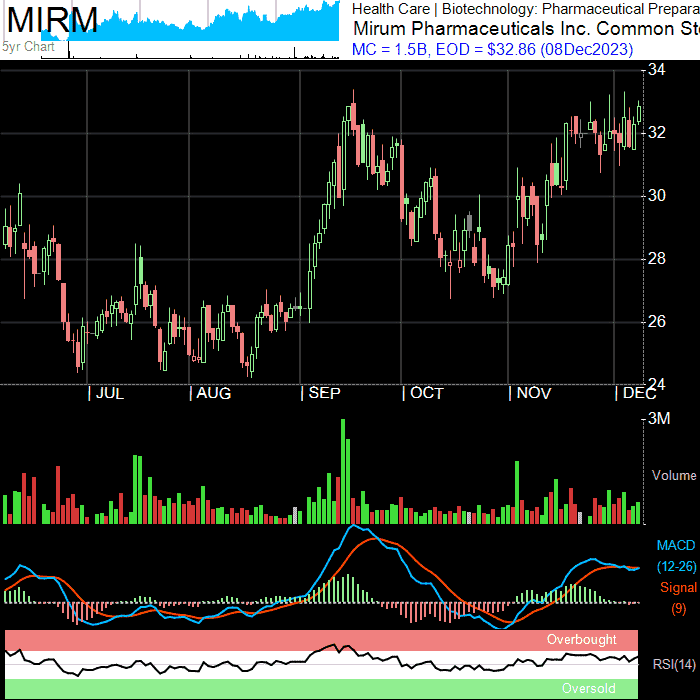 MIRM
5yr Chart
Health Care | Biotechnology: Pharmaceutical Prepara
Mirum Pharmaceuticals Inc. Common Sto
MC = 1.5B, EOD = $32.86 (08Dec2023)
34
32
30
28
26
24
| JUL | AUG | SEP | OCT | NOV | DEC
3M
Volume
MACD
(12-26)
Signal
(9)
Overbought
RSI(14)
Oversold